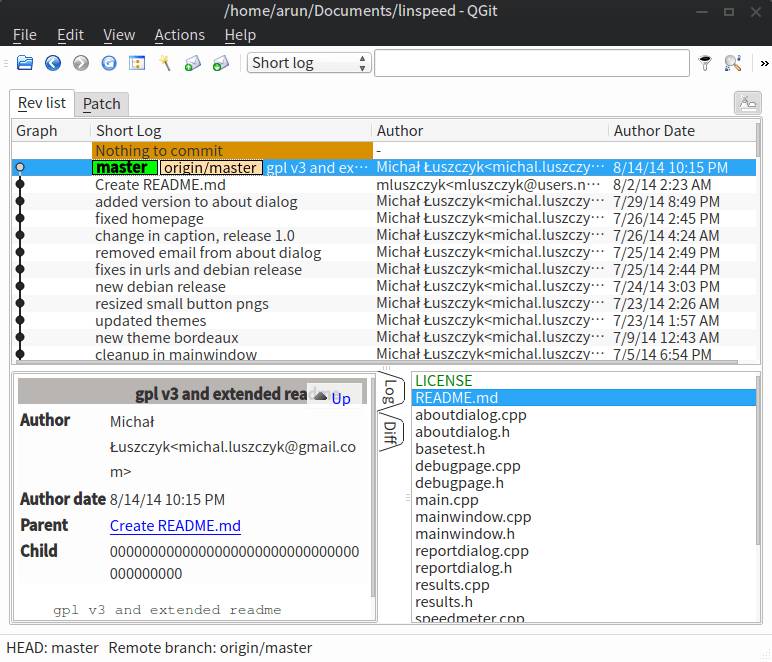 /home/arun/Documents/linspeed - QGit
File Edit View Actions Help
Short log
Rev list Patch
Graph Short Log Author Author Date
Nothing to commit -
master origin/master gpl v3 and ex··· Michał Łuszczyk<michal.luszczy··· 8/14/14 10:15 PM
Create README.md mluszczyk<mluszczyk@users.n··· 8/2/14 2:23 AM
added version to about dialog Michał Łuszczyk<michal.luszczy··· 7/29/14 8:49 PM
fixed homepage Michał Łuszczyk<michal.luszczy··· 7/26/14 2:45 PM
change in caption, release 1.0 Michał Łuszczyk<michal.luszczy··· 7/26/14 4:24 AM
removed email from about dialog Michał Łuszczyk<michal.luszczy··· 7/25/14 2:49 PM
fixes in urls and debian release Michał Łuszczyk<michal.luszczy··· 7/25/14 2:44 PM
new debian release Michał Łuszczyk<michal.luszczy··· 7/24/14 3:03 PM
resized small button pngs Michał Łuszczyk<michal.luszczy··· 7/23/14 2:26 AM
updated themes Michał Łuszczyk<michal.luszczy··· 7/23/14 1:57 AM
new theme bordeaux Michał Łuszczyk<michal.luszczy··· 7/9/14 12:43 AM
cleanup in mainwindow Michał Łuszczyk<michal.luszczy··· 7/5/14 6:54 PM
gpl v3 and extended
Up
Author Michał
Łuszczyk<michal.luszczyk@gmail.co
m>
Author date 8/14/14 10:15 PM
Parent Create README.md
Child 0000000000000000000000000000000
000000000
gpl v3 and extended readme
Log
Diff
LICENSE
README.md
aboutdialog.cpp
aboutdialog.h
basetest.h
debugpage.cpp
debugpage.h
main.cpp
mainwindow.cpp
mainwindow.h
reportdialog.cpp
reportdialog.h
results.cpp
results.h
speedmeter.cpp
HEAD: master Remote branch: origin/master